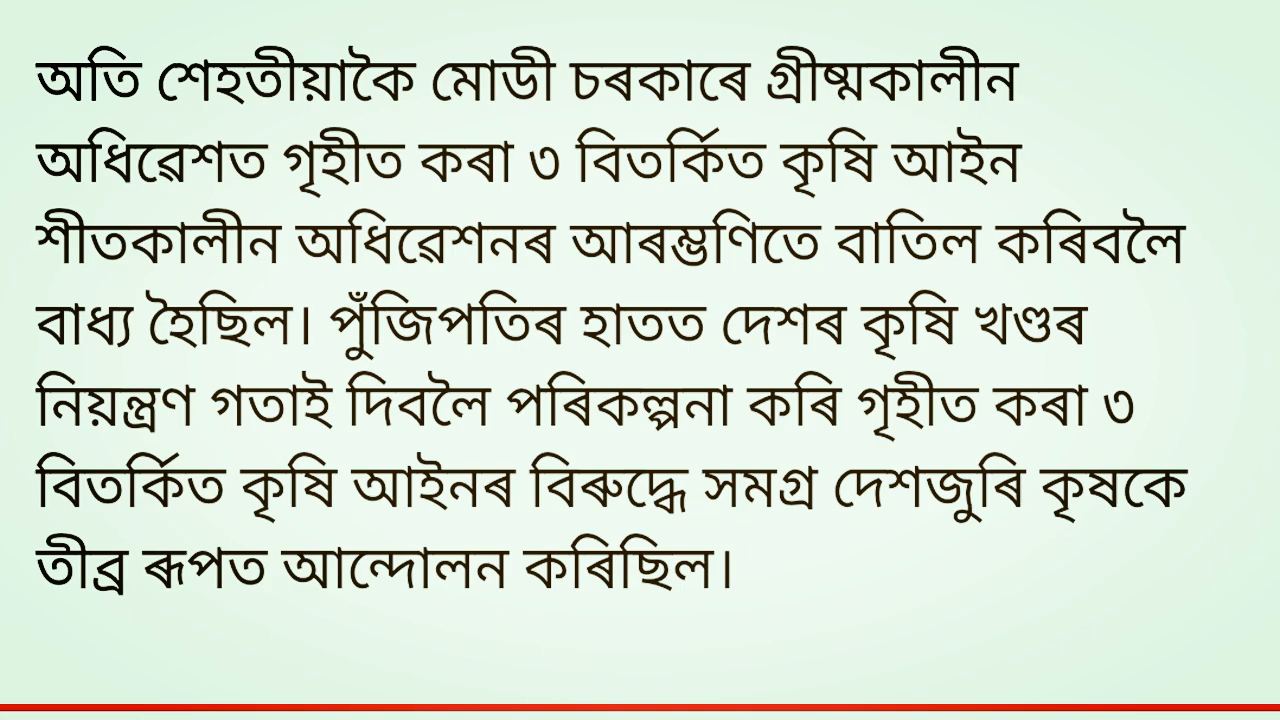 অতি শেহতীয়াকৈ মোডী চৰকাৰে গ্ৰীষ্মকালীন
অধিৱেশত গৃহীত কৰা ৩ বিতৰ্কিত কৃষি আইন
শীতকালীন অধিৱেশনৰ আৰম্ভণিতে বাতিল কৰিবলৈ
বাধ্য হৈছিল। পুঁজিপতিৰ হাতত দেশৰ কৃষি খণ্ডৰ
নিয়ন্ত্ৰণ গতাই দিবলৈ পৰিকল্পনা কৰি গৃহীত কৰা ৩
বিতৰ্কিত কৃষি আইনৰ বিৰুদ্ধে সমগ্ৰ দেশজুৰি কৃষকে
তীব্ৰ ৰূপত আন্দোলন কৰিছিল।